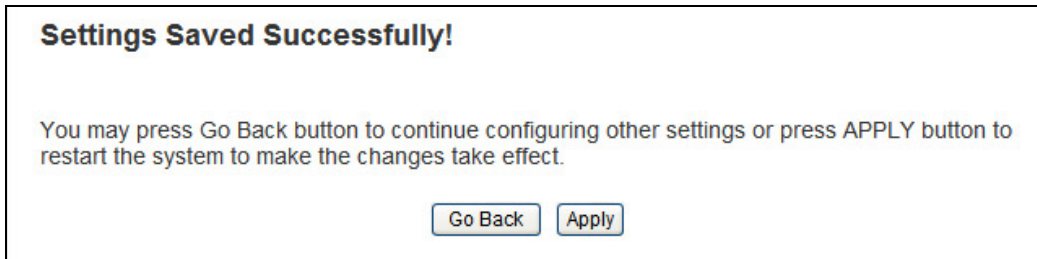 Settings Saved Successfully!
You may press Go Back button to continue configuring other settings or press APPLY button to
restart the system to make the changes take effect.
Go Back Apply